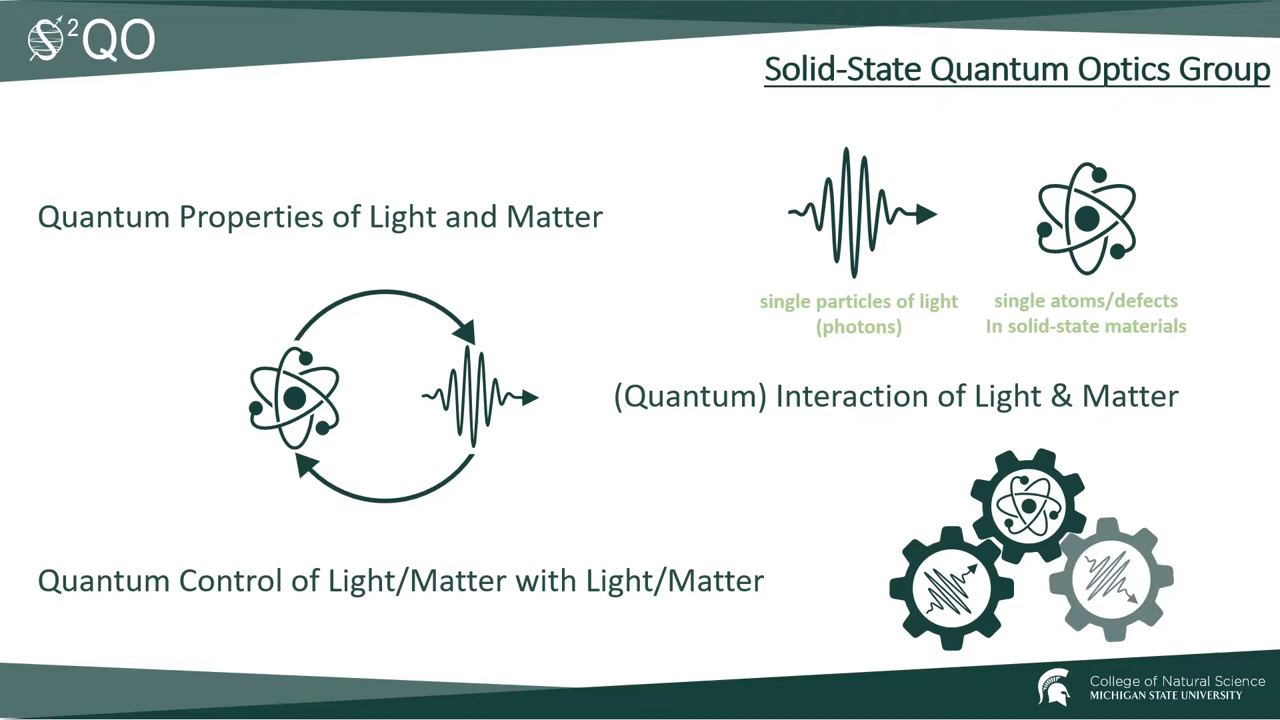 S²QO
Solid-State Quantum Optics Group
Quantum Properties of Light and Matter
single particles of light
(photons)
single atoms/defects
In solid-state materials
(Quantum) Interaction of Light & Matter
Quantum Control of Light/Matter with Light/Matter
College of Natural Science
MICHIGAN STATE UNIVERSITY